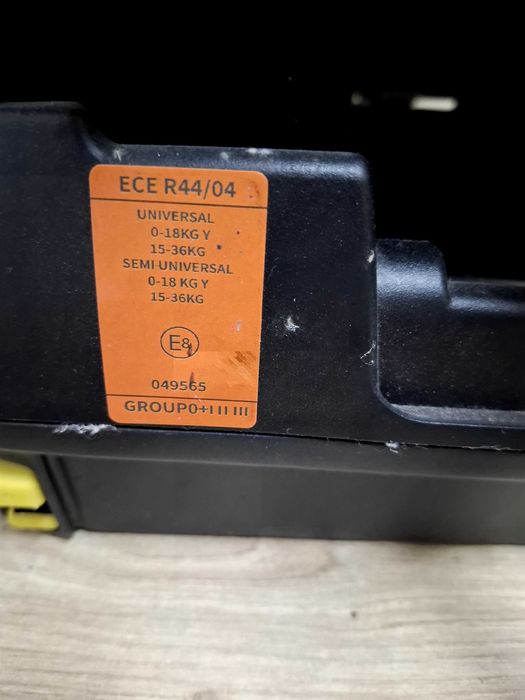 ECE R44/04
UNIVERSAL
0-18KG Y
15-36KG
SEMI-UNIVERSAL
0-18 KG Y
15-36KG
E8
049565
GROUP0+I II III